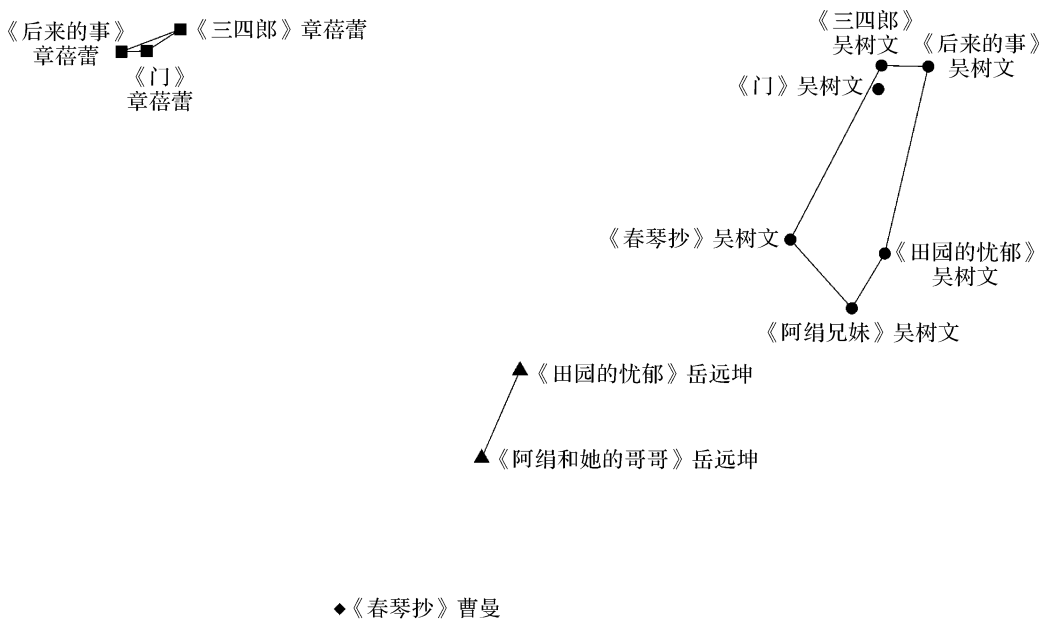 《后来的事》
章蓓蕾
《三四郎》章蓓蕾
《门》
章蓓蕾
《三四郎》
吴树文
《后来的事》
吴树文
《门》吴树文
《春琴抄》吴树文
《田园的忧郁》
吴树文
《阿绢兄妹》吴树文
《田园的忧郁》岳远坤
《阿绢和她的哥哥》岳远坤
《春琴抄》曹曼